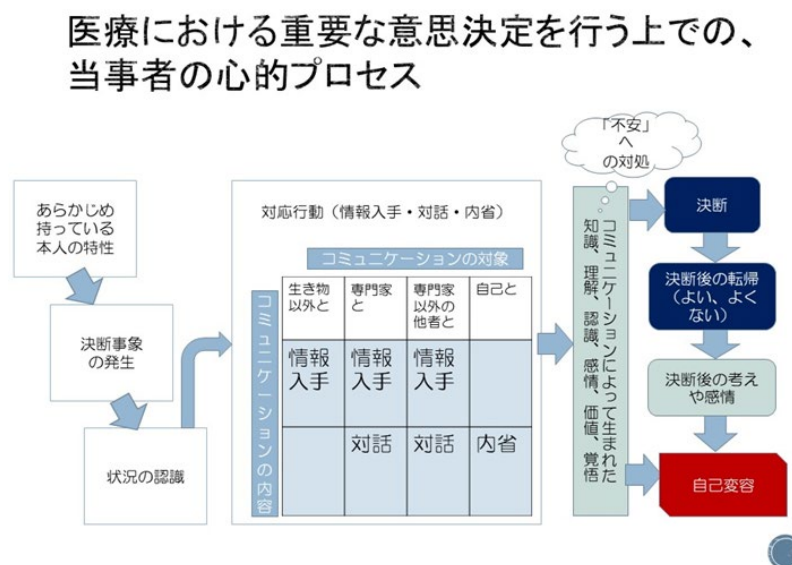 医療における重要な意思決定を行う上での、
当事者の心的プロセス
「不安」
へ
の対処
あらかじめ
持っている
本人の特性
決断事象
の発生
状況の認識
対応行動（情報入手・対話・内省）
コミュニケーションの対象
コミュニケーションの内容
生き物
以外と
専門家
と
専門家
以外の
他者と
自己と
情報
入手
情報
入手
情報
入手
対話
対話
内省
コミュニケーションによって生まれた
知識、理解、認識、感情、価値、覚悟
決断
決断後の転帰
（よい、よく
ない）
決断後の考え
や感情
自己変容